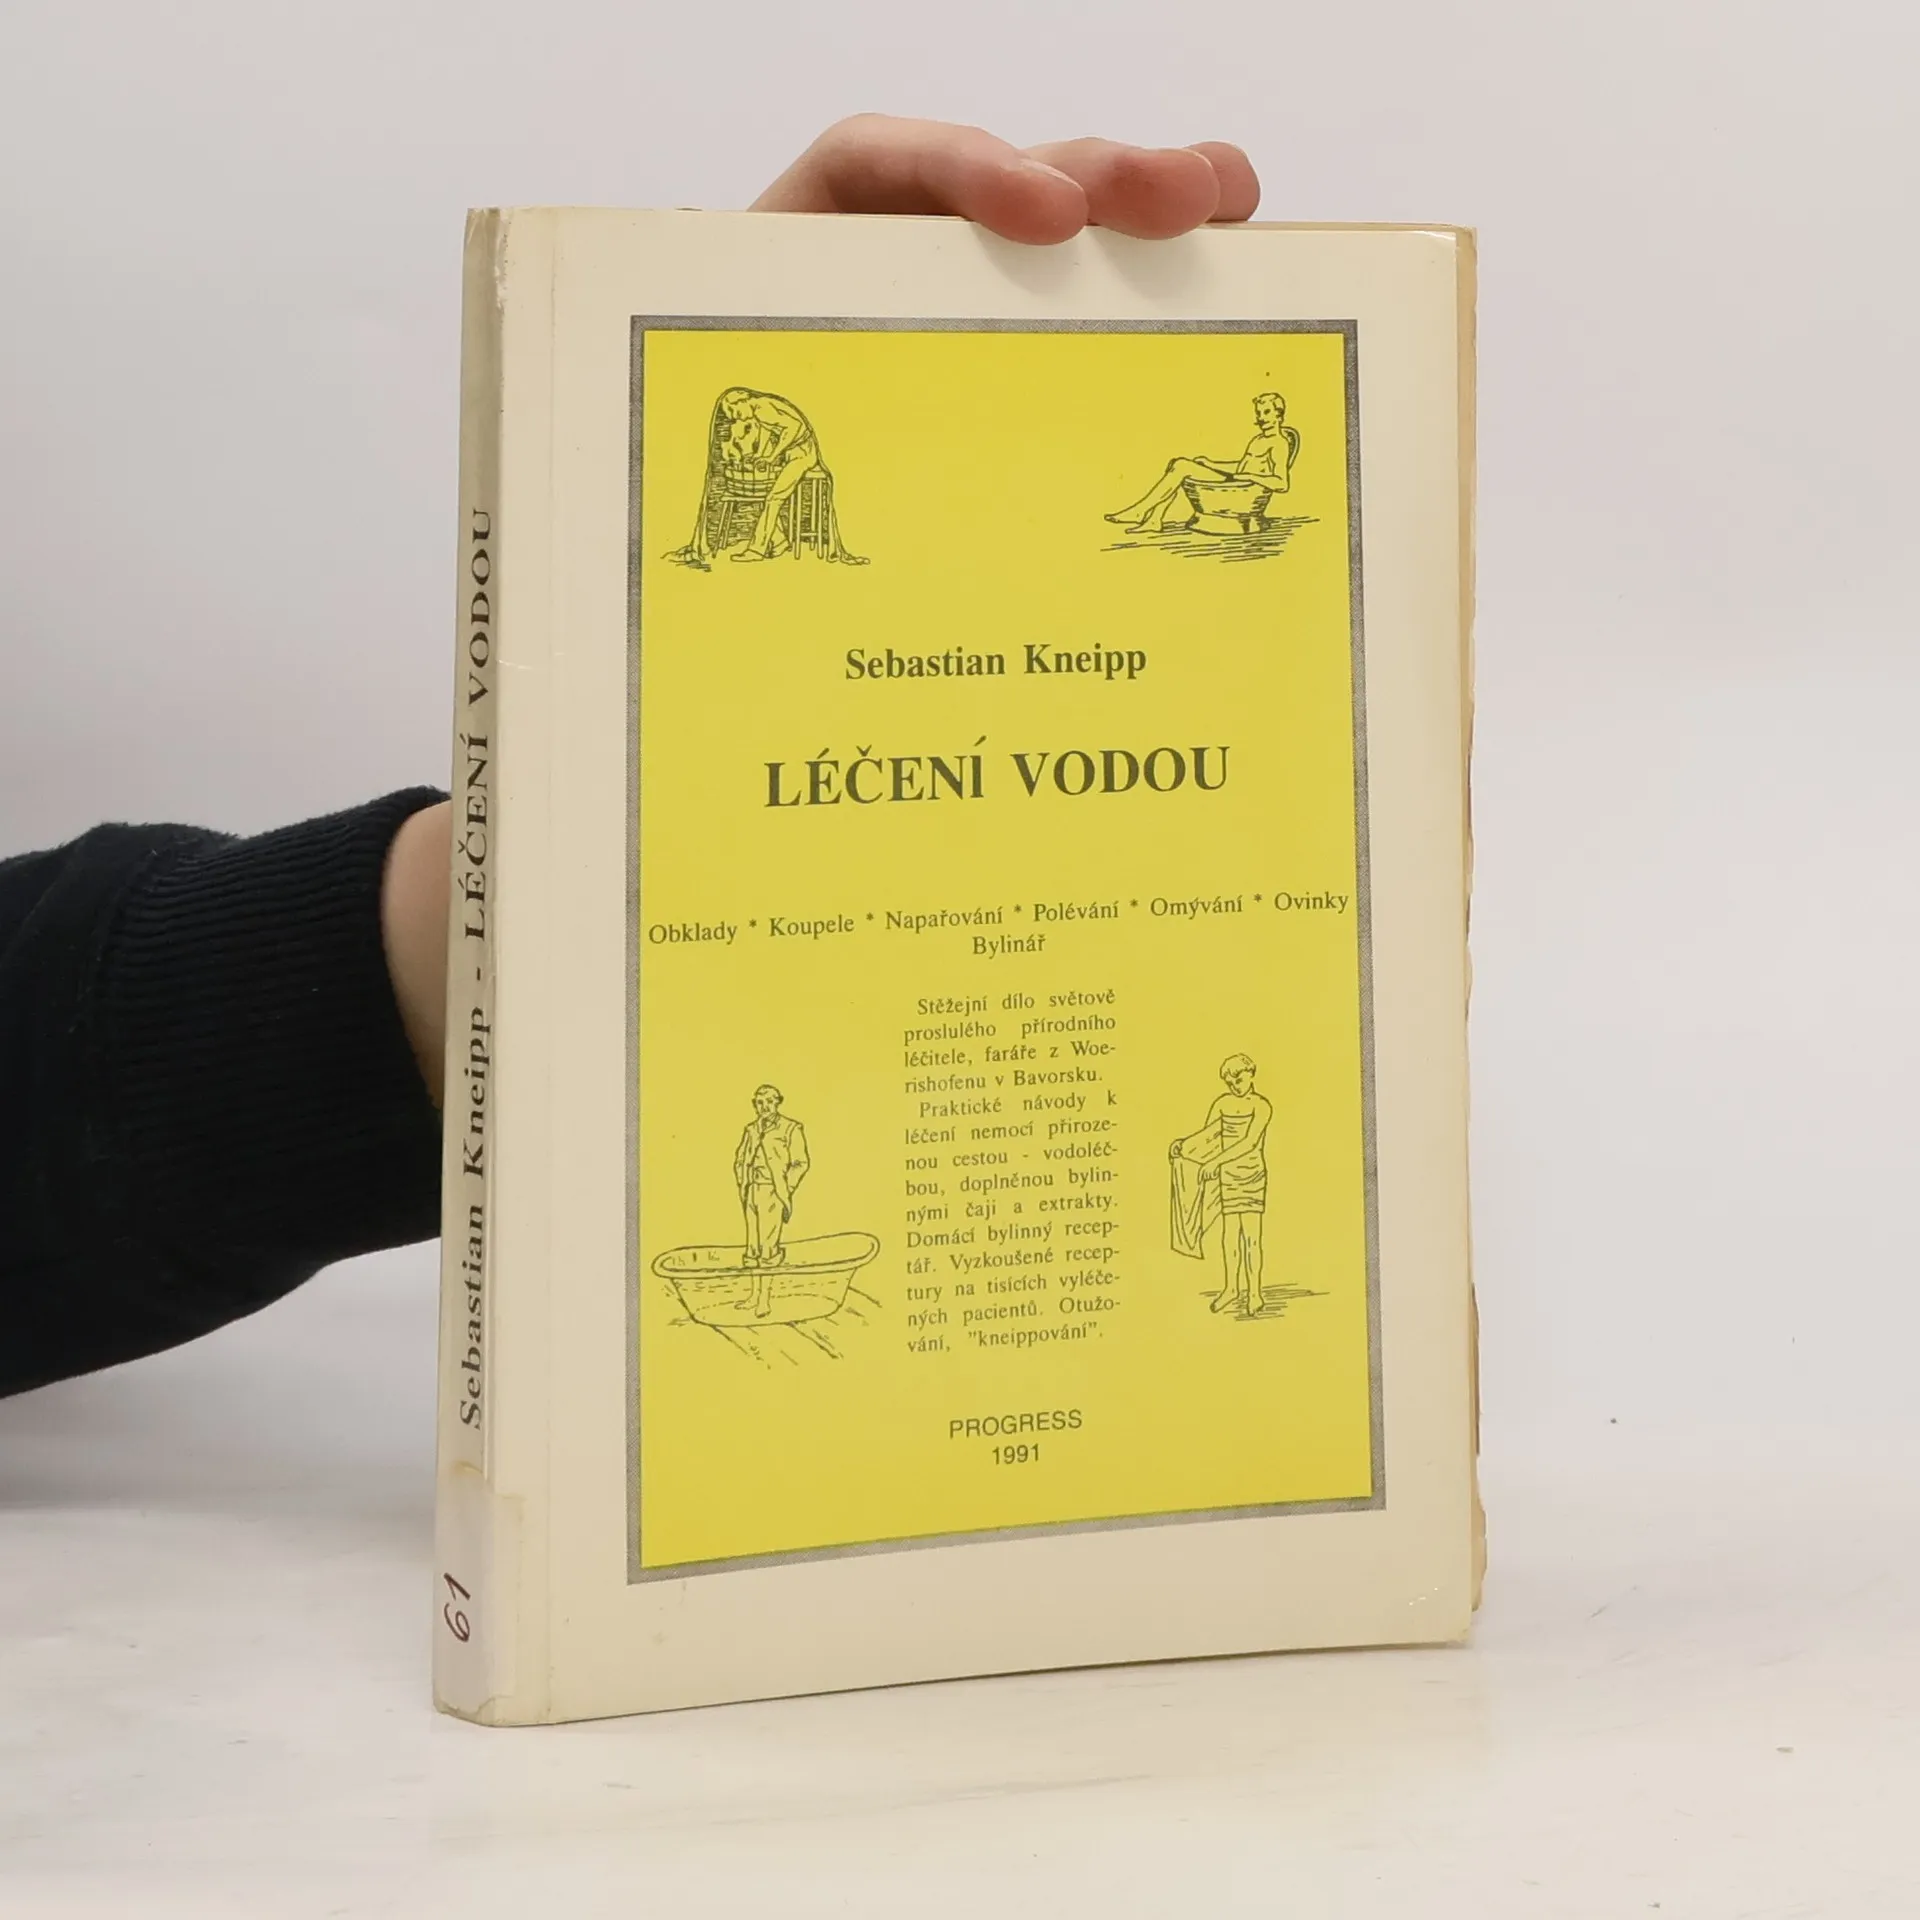 Sebastian Kneipp - LÉČENÍ VODOU
61
Sebastian Kneipp
LÉČENÍ VODOU
Obklady * Koupele * Napařování * Polévání * Omývání * Ovinky
Bylinář
Stěžejní dílo světově
proslulého přírodního
léčitele, faráře z Woe-
rishofenu v Bavorsku.
Praktické návody k
léčení nemocí přiroze-
nou cestou - vodoléč-
bou, doplněnou bylin-
nými čaji a extrakty.
Domácí bylinný recep-
tář. Vyzkoušené recep-
tury na tisících vyléče-
ných pacientů. Otužo-
vání, "kneippování".
PROGRESS
1991